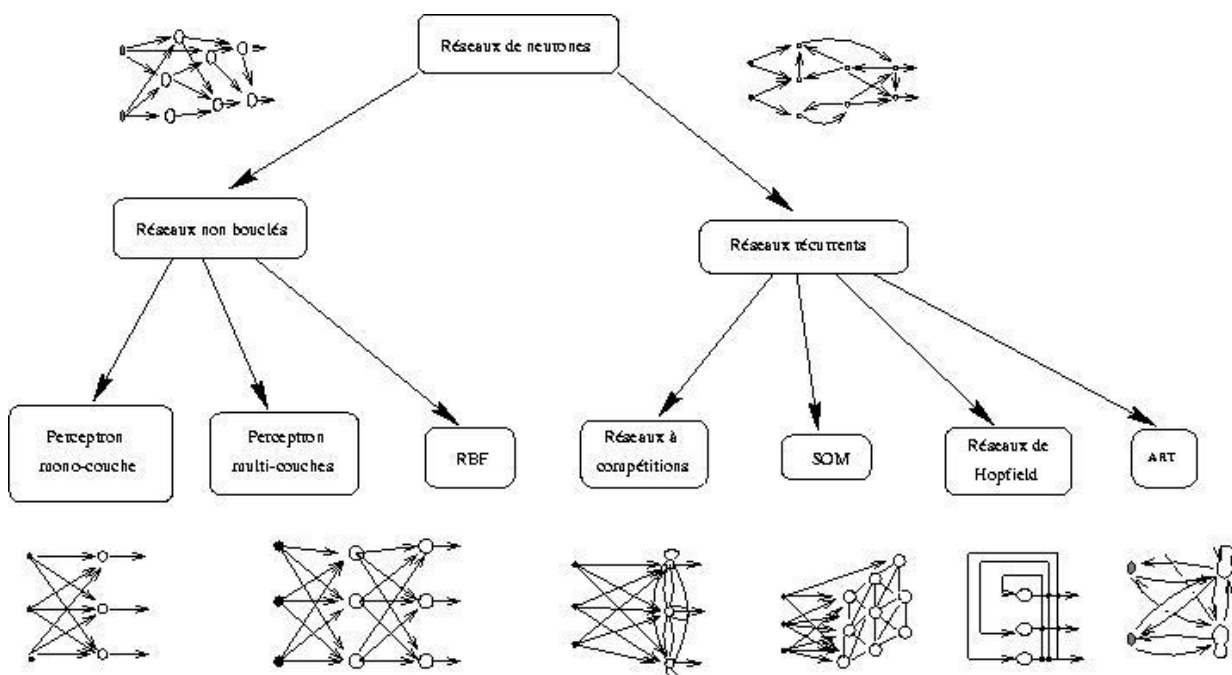 Réseaux de neurones
Réseaux non bouclés
Réseaux récurrents
Perceptron
mono-couche
Perceptron
multi-couches
RBF
Réseaux à
compétitions
SOM
Réseaux de
Hopfield
ART